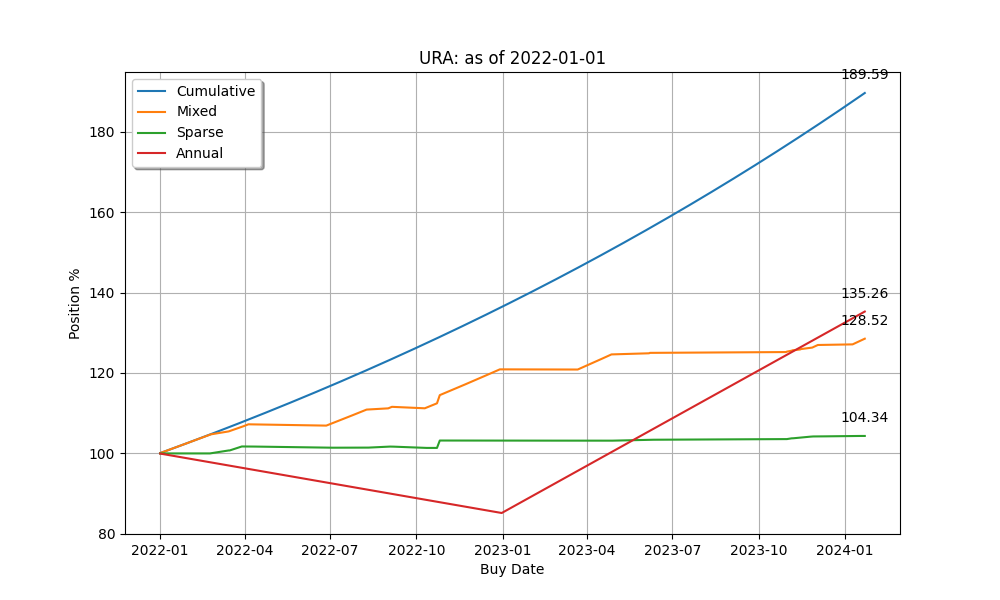 URA: as of 2022-01-01
189.59
Cumulative
Mixed
Sparse
Annual
180
160
140
120
100
80
Position %
135.26
128.52
104.34
2022-01 2022-04 2022-07 2022-10 2023-01 2023-04 2023-07 2023-10 2024-01
Buy Date